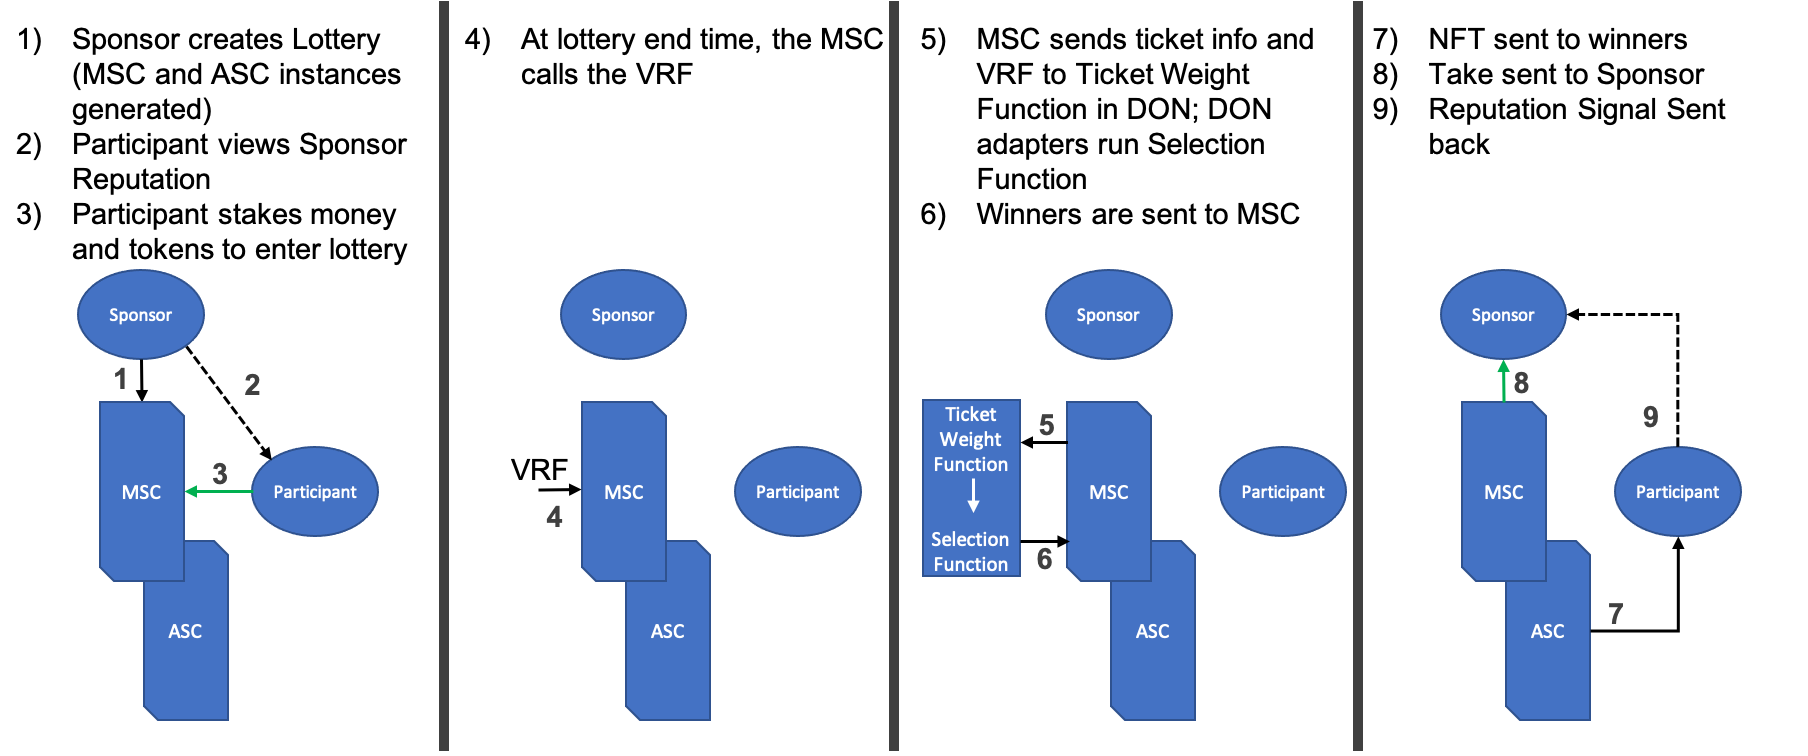 1) Sponsor creates Lottery
(MSC and ASC instances
generated)
2) Participant views Sponsor
Reputation
3) Participant stakes money
and tokens to enter lottery
Sponsor
1
2
MSC
3
Participant
ASC
4) At lottery end time, the MSC
calls the VRF
Sponsor
VRF
4
MSC
Participant
ASC
5) MSC sends ticket info and
VRF to Ticket Weight
Function in DON; DON
adapters run Selection
Function
6) Winners are sent to MSC
Sponsor
Ticket
Weight
Function
5
MSC
Participant
Selection
Function
6
ASC
7) NFT sent to winners
8) Take sent to Sponsor
9) Reputation Signal Sent
back
Sponsor
8
9
MSC
Participant
7
ASC